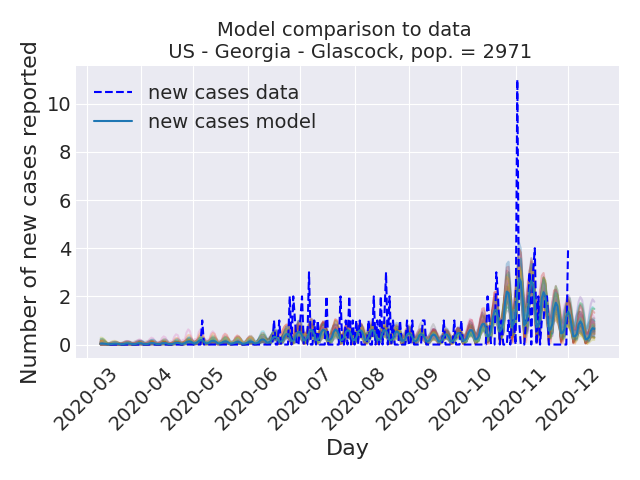 Model comparison to data
US - Georgia - Glascock, pop. = 2971
Number of new cases reported
new cases data
new cases model
10
8
6
4
2
0
2020-03
2020-04
2020-05
2020-06
2020-07
2020-08
2020-09
2020-10
2020-11
2020-12
Day